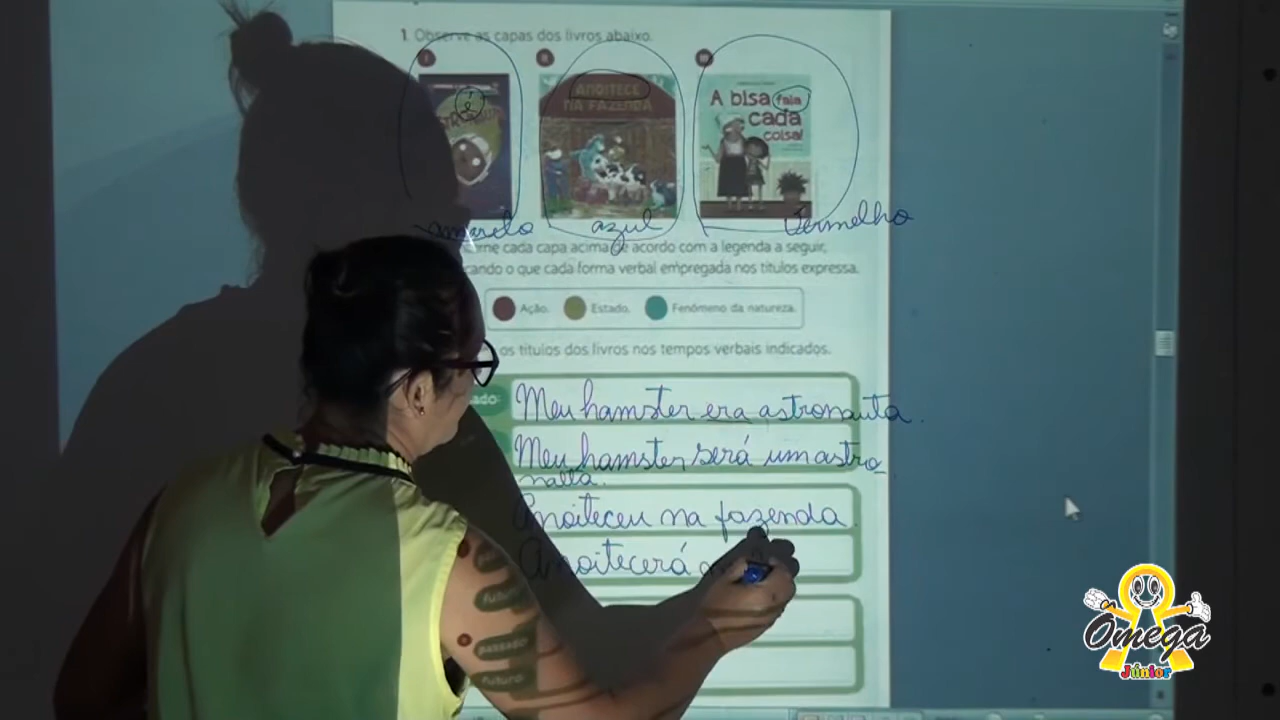 1. Observe as capas dos livros abaixo.
I II III
ANOITECE
NA FAZENDA
A bisa fala
cada
coisa!
amarelo azul vermelho
cada capa acima de acordo com a legenda a seguir,
o que cada forma verbal empregada nos títulos expressa.
Ação. Estado. Fenômeno da natureza.
os títulos dos livros nos tempos verbais indicados.
Meu hamster era astronauta.
Meu hamster será um astro
nauta.
Anoiteceu na fazenda.
Anoitecerá
futuro
passado
futuro
Omega
Júnior